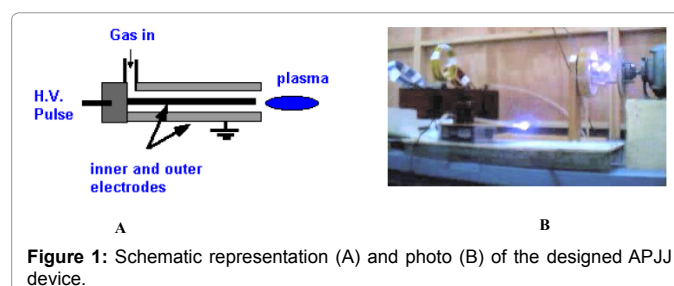 Gas in
H.V.
Pulse
plasma
inner and outer
electrodes
A
B
Figure 1: Schematic representation (A) and photo (B) of the designed APJJ
device.